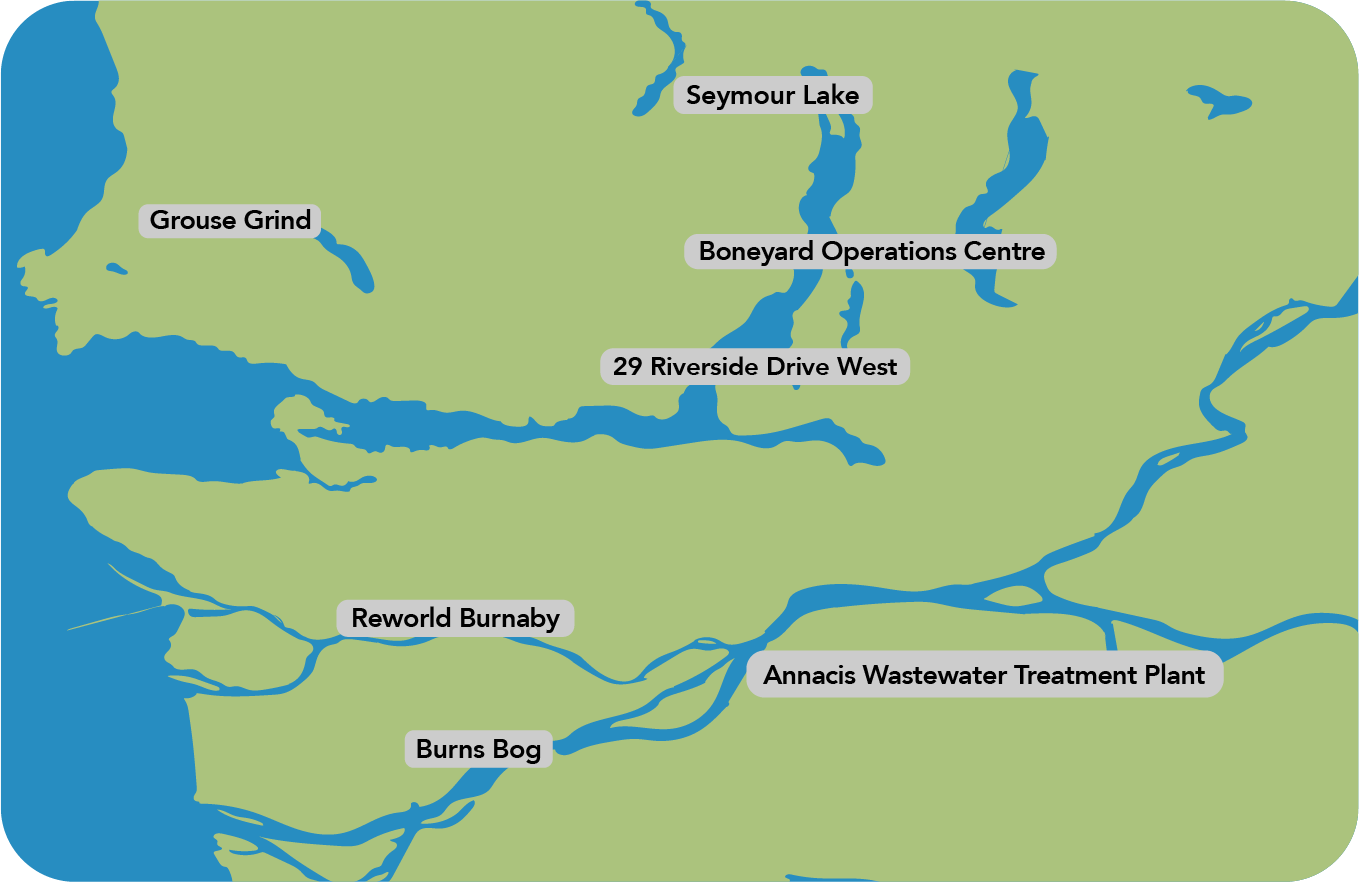 Seymour Lake
Grouse Grind
Boneyard Operations Centre
29 Riverside Drive West
Reworld Burnaby
Annacis Wastewater Treatment Plant
Burns Bog